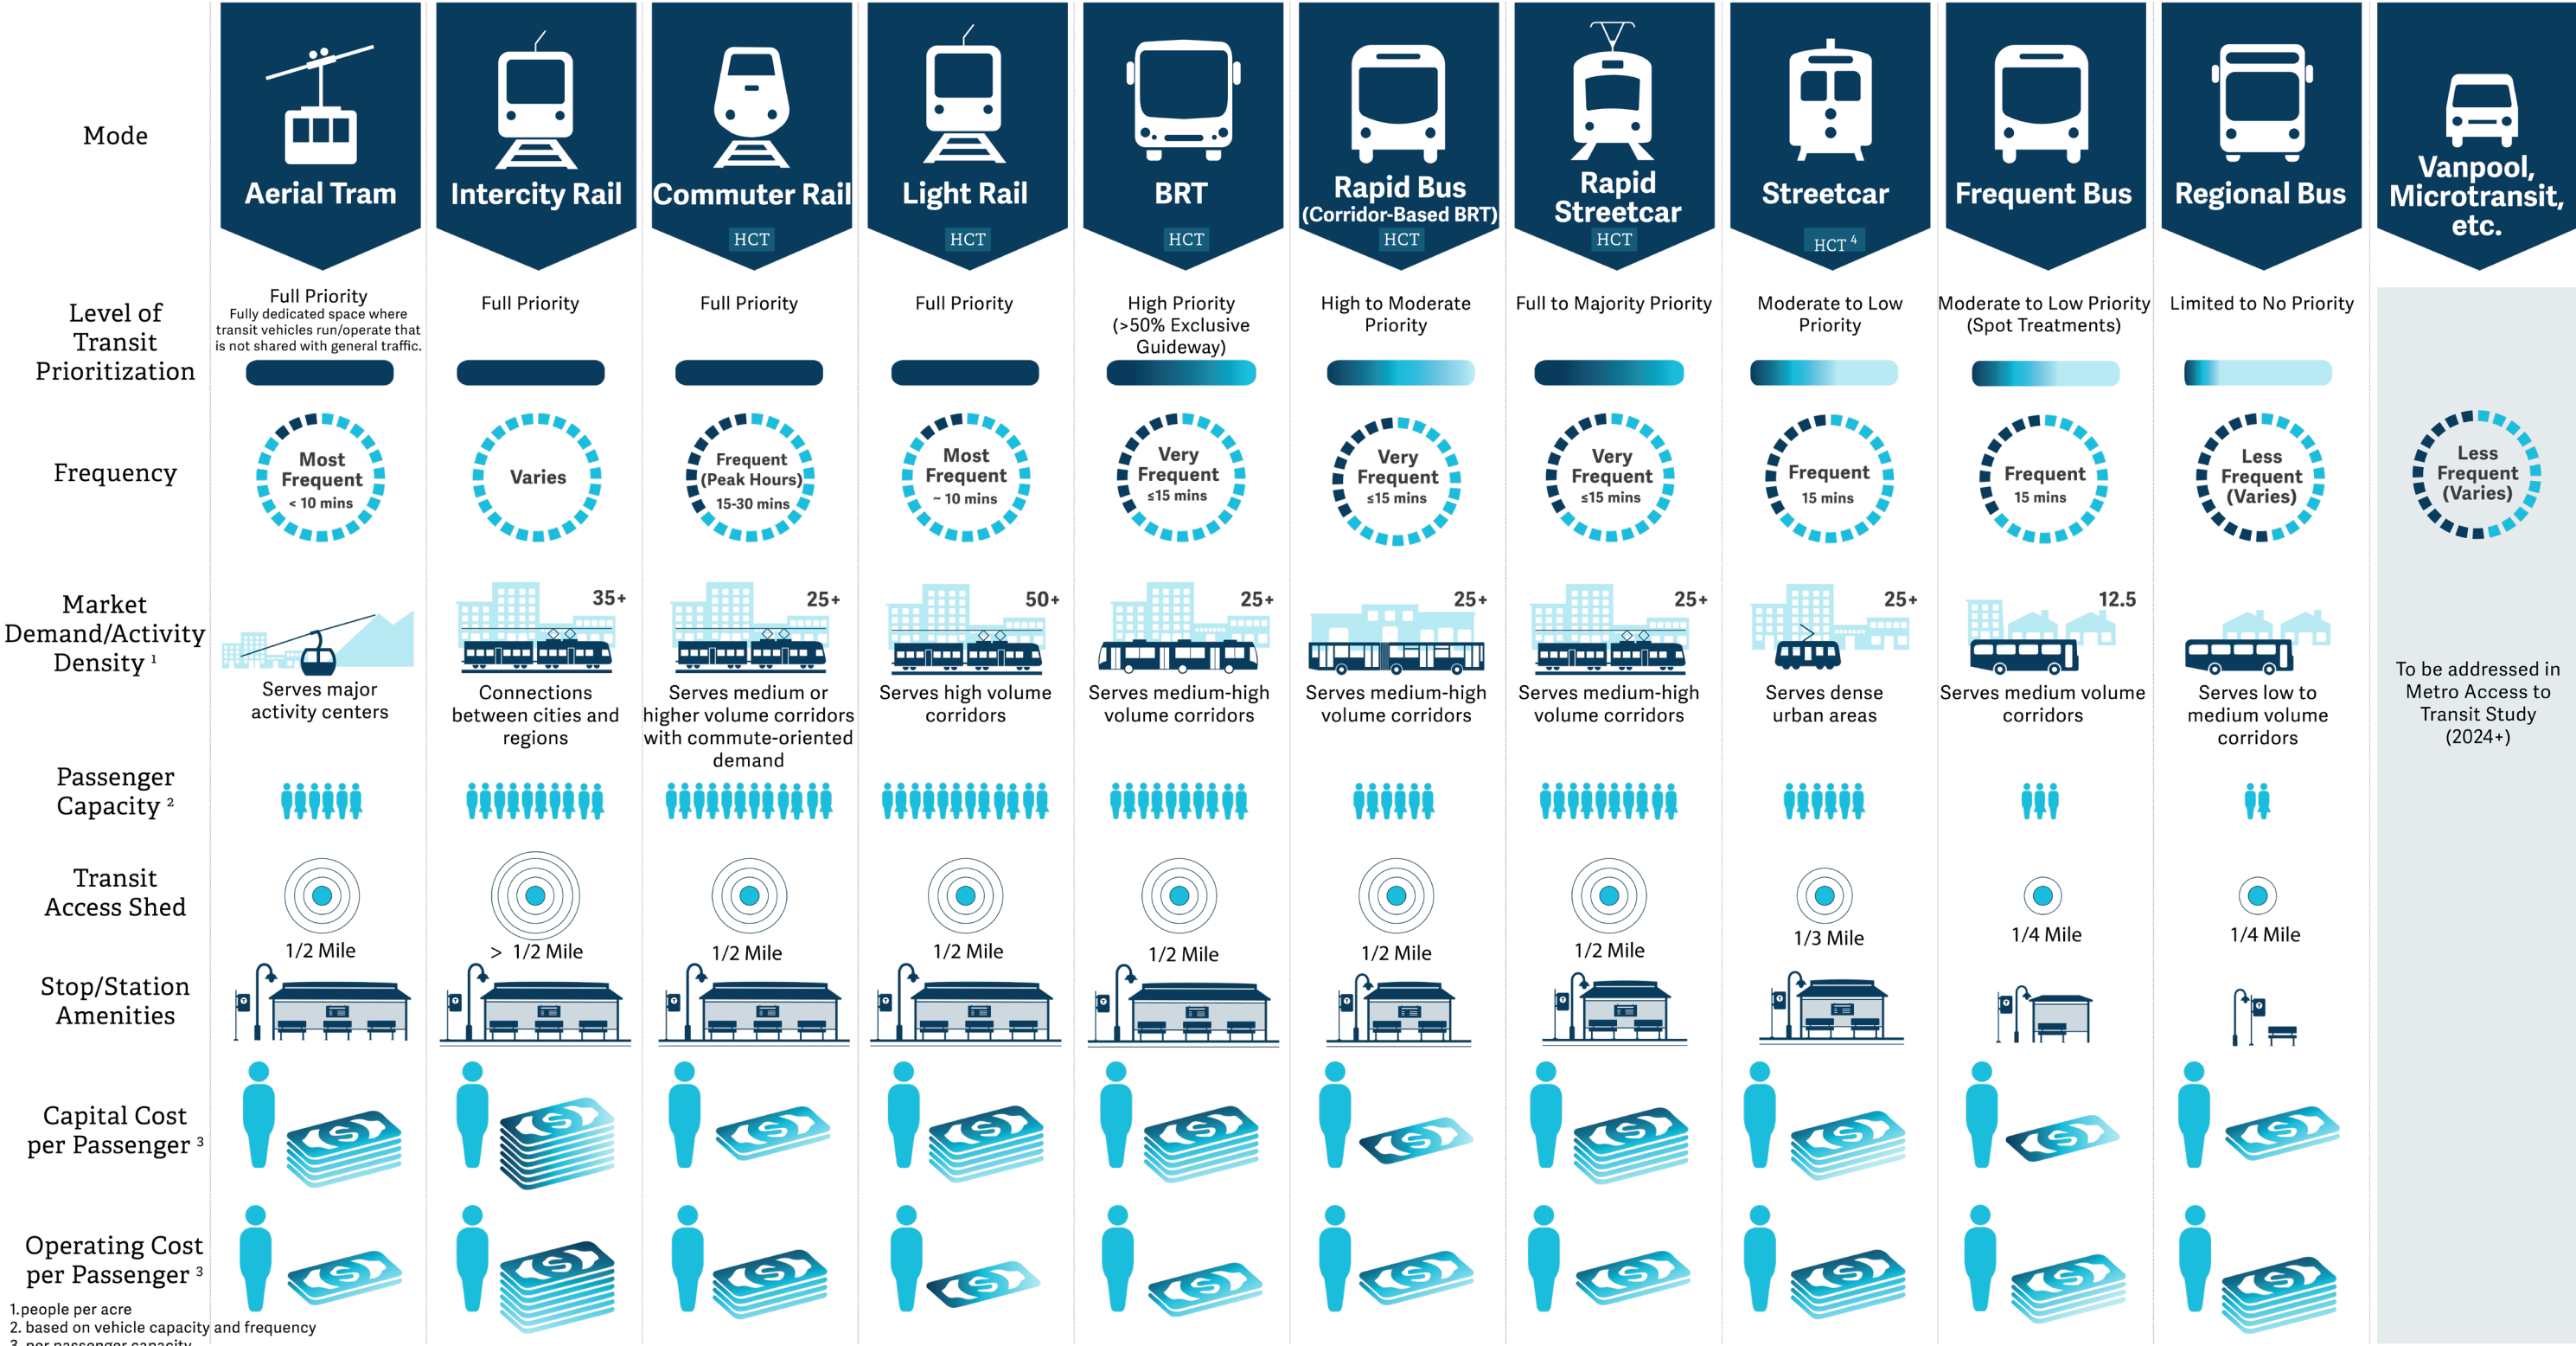 Mode
Aerial Tram
Intercity Rail
Commuter Rail
HCT
Light Rail
HCT
BRT
HCT
Rapid Bus
(Corridor-Based BRT)
HCT
Rapid
Streetcar
HCT
Streetcar
HCT 4
Frequent Bus
Regional Bus
Vanpool,
Microtransit,
etc.
Level of
Transit
Prioritization
Full Priority
Fully dedicated space where
transit vehicles run/operate that
is not shared with general traffic.
Full Priority
Full Priority
Full Priority
High Priority
(>50% Exclusive
Guideway)
High to Moderate
Priority
Full to Majority Priority
Moderate to Low
Priority
Moderate to Low Priority
(Spot Treatments)
Limited to No Priority
Frequency
Most
Frequent
< 10 mins
Varies
Frequent
(Peak Hours)
15-30 mins
Most
Frequent
~ 10 mins
Very
Frequent
≤15 mins
Very
Frequent
≤15 mins
Very
Frequent
≤15 mins
Frequent
15 mins
Frequent
15 mins
Less
Frequent
(Varies)
Less
Frequent
(Varies)
Market
Demand/Activity
Density 1
Serves major
activity centers
35+
Connections
between cities and
regions
25+
Serves medium or
higher volume corridors
with commute-oriented
demand
50+
Serves high volume
corridors
25+
Serves medium-high
volume corridors
25+
Serves medium-high
volume corridors
25+
Serves medium-high
volume corridors
25+
Serves dense
urban areas
12.5
Serves medium volume
corridors
Serves low to
medium volume
corridors
To be addressed in
Metro Access to
Transit Study
(2024+)
Passenger
Capacity 2
Transit
Access Shed
1/2 Mile
> 1/2 Mile
1/2 Mile
1/2 Mile
1/2 Mile
1/2 Mile
1/2 Mile
1/3 Mile
1/4 Mile
1/4 Mile
Stop/Station
Amenities
Capital Cost
per Passenger 3
Operating Cost
per Passenger 3
1.people per acre
2. based on vehicle capacity and frequency
3. per passenger capacity